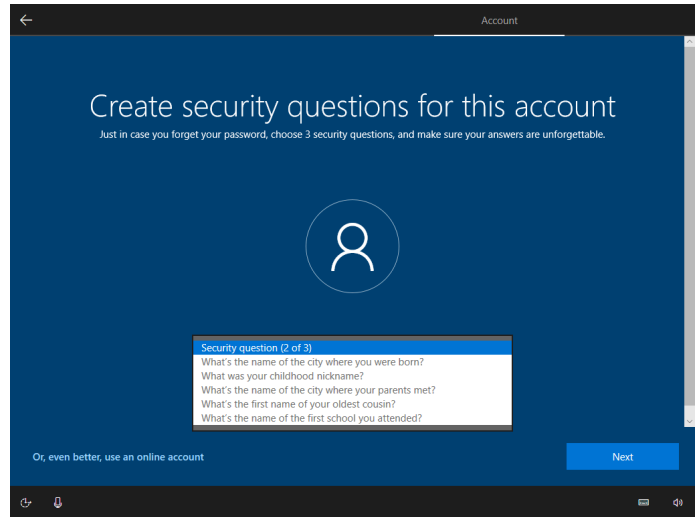 Account
Create security questions for this account
Just in case you forget your password, choose 3 security questions, and make sure your answers are unforgettable.
Security question (2 of 3)
What's the name of the city where you were born?
What was your childhood nickname?
What's the name of the city where your parents met?
What's the first name of your oldest cousin?
What's the name of the first school you attended?
Or, even better, use an online account
Next